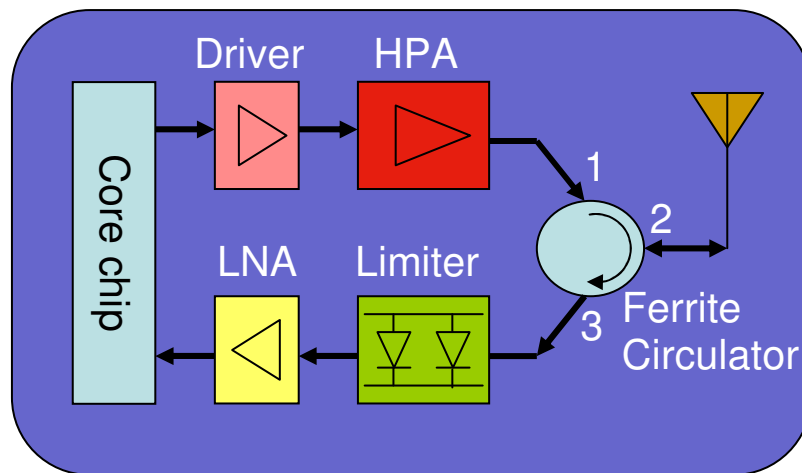 Driver
HPA
Core chip
1
2
LNA
Limiter
3
Ferrite
Circulator